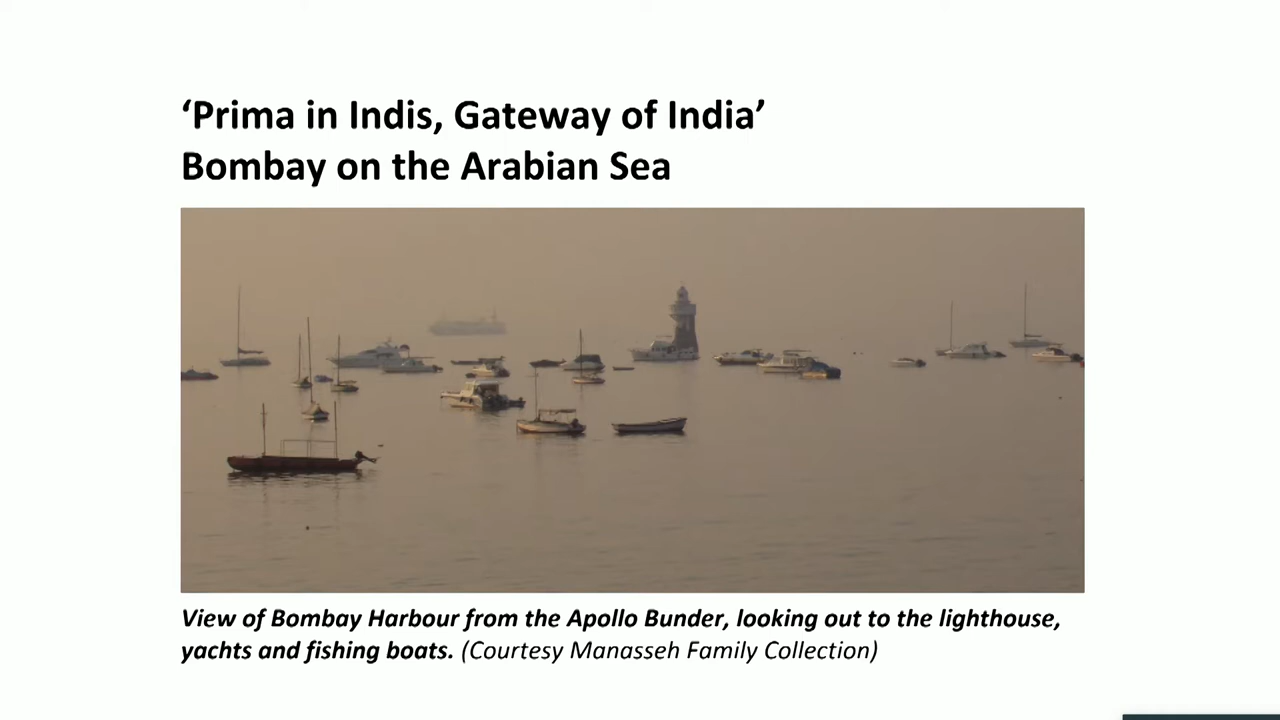 ‘Prima in Indis, Gateway of India’
Bombay on the Arabian Sea
View of Bombay Harbour from the Apollo Bunder, looking out to the lighthouse,
yachts and fishing boats. (Courtesy Manasseh Family Collection)